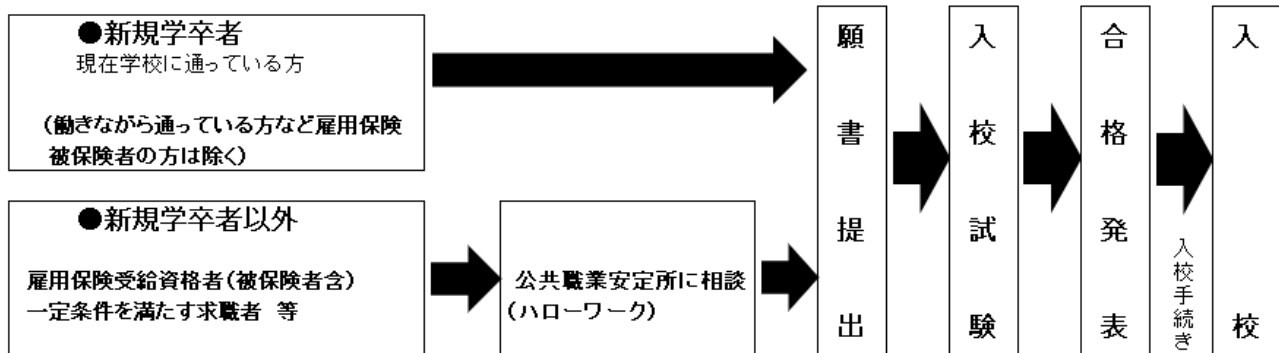 ●新規学卒者
現在学校に通っている方
(働きながら通っている方など雇用保険
被保険者の方は除く)
●新規学卒者以外
雇用保険受給資格者(被保険者含)
一定条件を満たす求職者 等
公共職業安定所に相談
(ハローワーク)
願書提出
入校試験
合格発表
入校手続き
入校